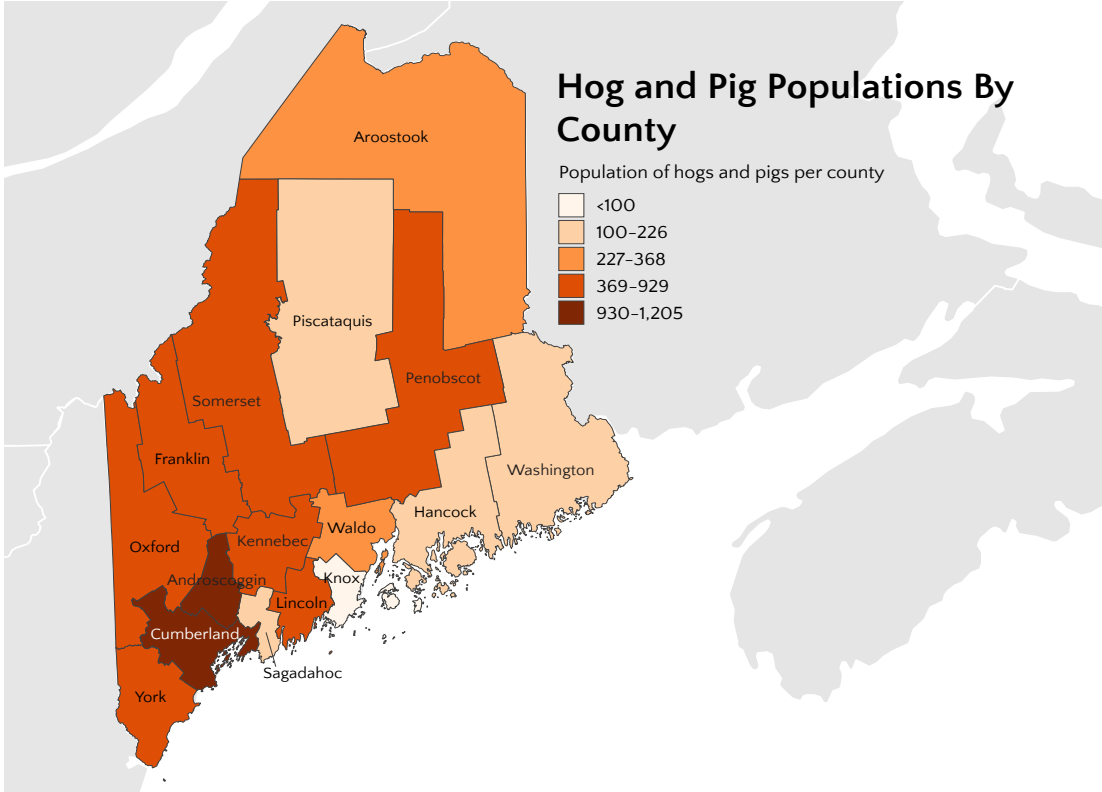 Hog and Pig Populations By
County
Population of hogs and pigs per county
<100
100–226
227–368
369–929
930–1,205
Aroostook
Piscataquis
Penobscot
Somerset
Franklin
Washington
Hancock
Waldo
Kennebec
Oxford
Androscoggin
Knox
Lincoln
Cumberland
Sagadahoc
York